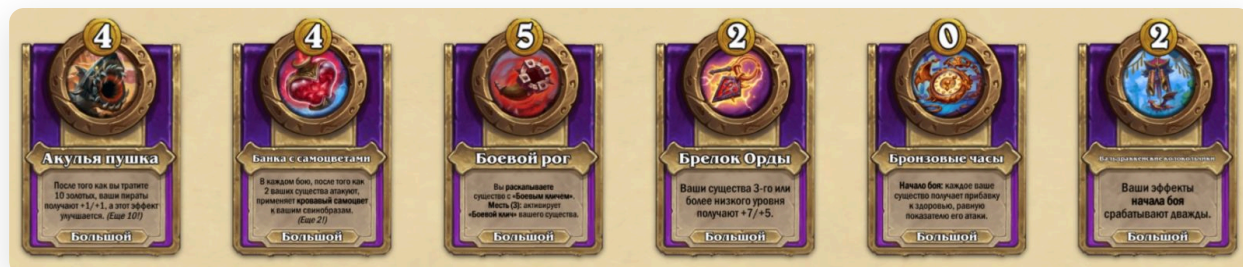 4
Акулья пушка
После того как вы тратите
10 золотых, ваши пираты
получают +1/+1, а этот эффект
улучшается. (Еще 10!)
Большой
4
Банка с самоцветами
В каждом бою, после того как
2 ваших существа атакуют,
применяет кровавый самоцвет
к вашим свинобразам.
(Еще 2!)
Большой
5
Боевой рог
Вы раскапываете
существо с «Боевым кличем».
Месть (3): активирует
«Боевой клич» вашего существа.
Большой
2
Брелок Орды
Ваши существа 3-го или
более низкого уровня
получают +7/+5.
Большой
0
Бронзовые часы
Начало боя: каждое ваше
существо получает прибавку
к здоровью, равную
показателю его атаки.
Большой
2
Ваши эффекты
начала боя
срабатывают дважды.
Большой